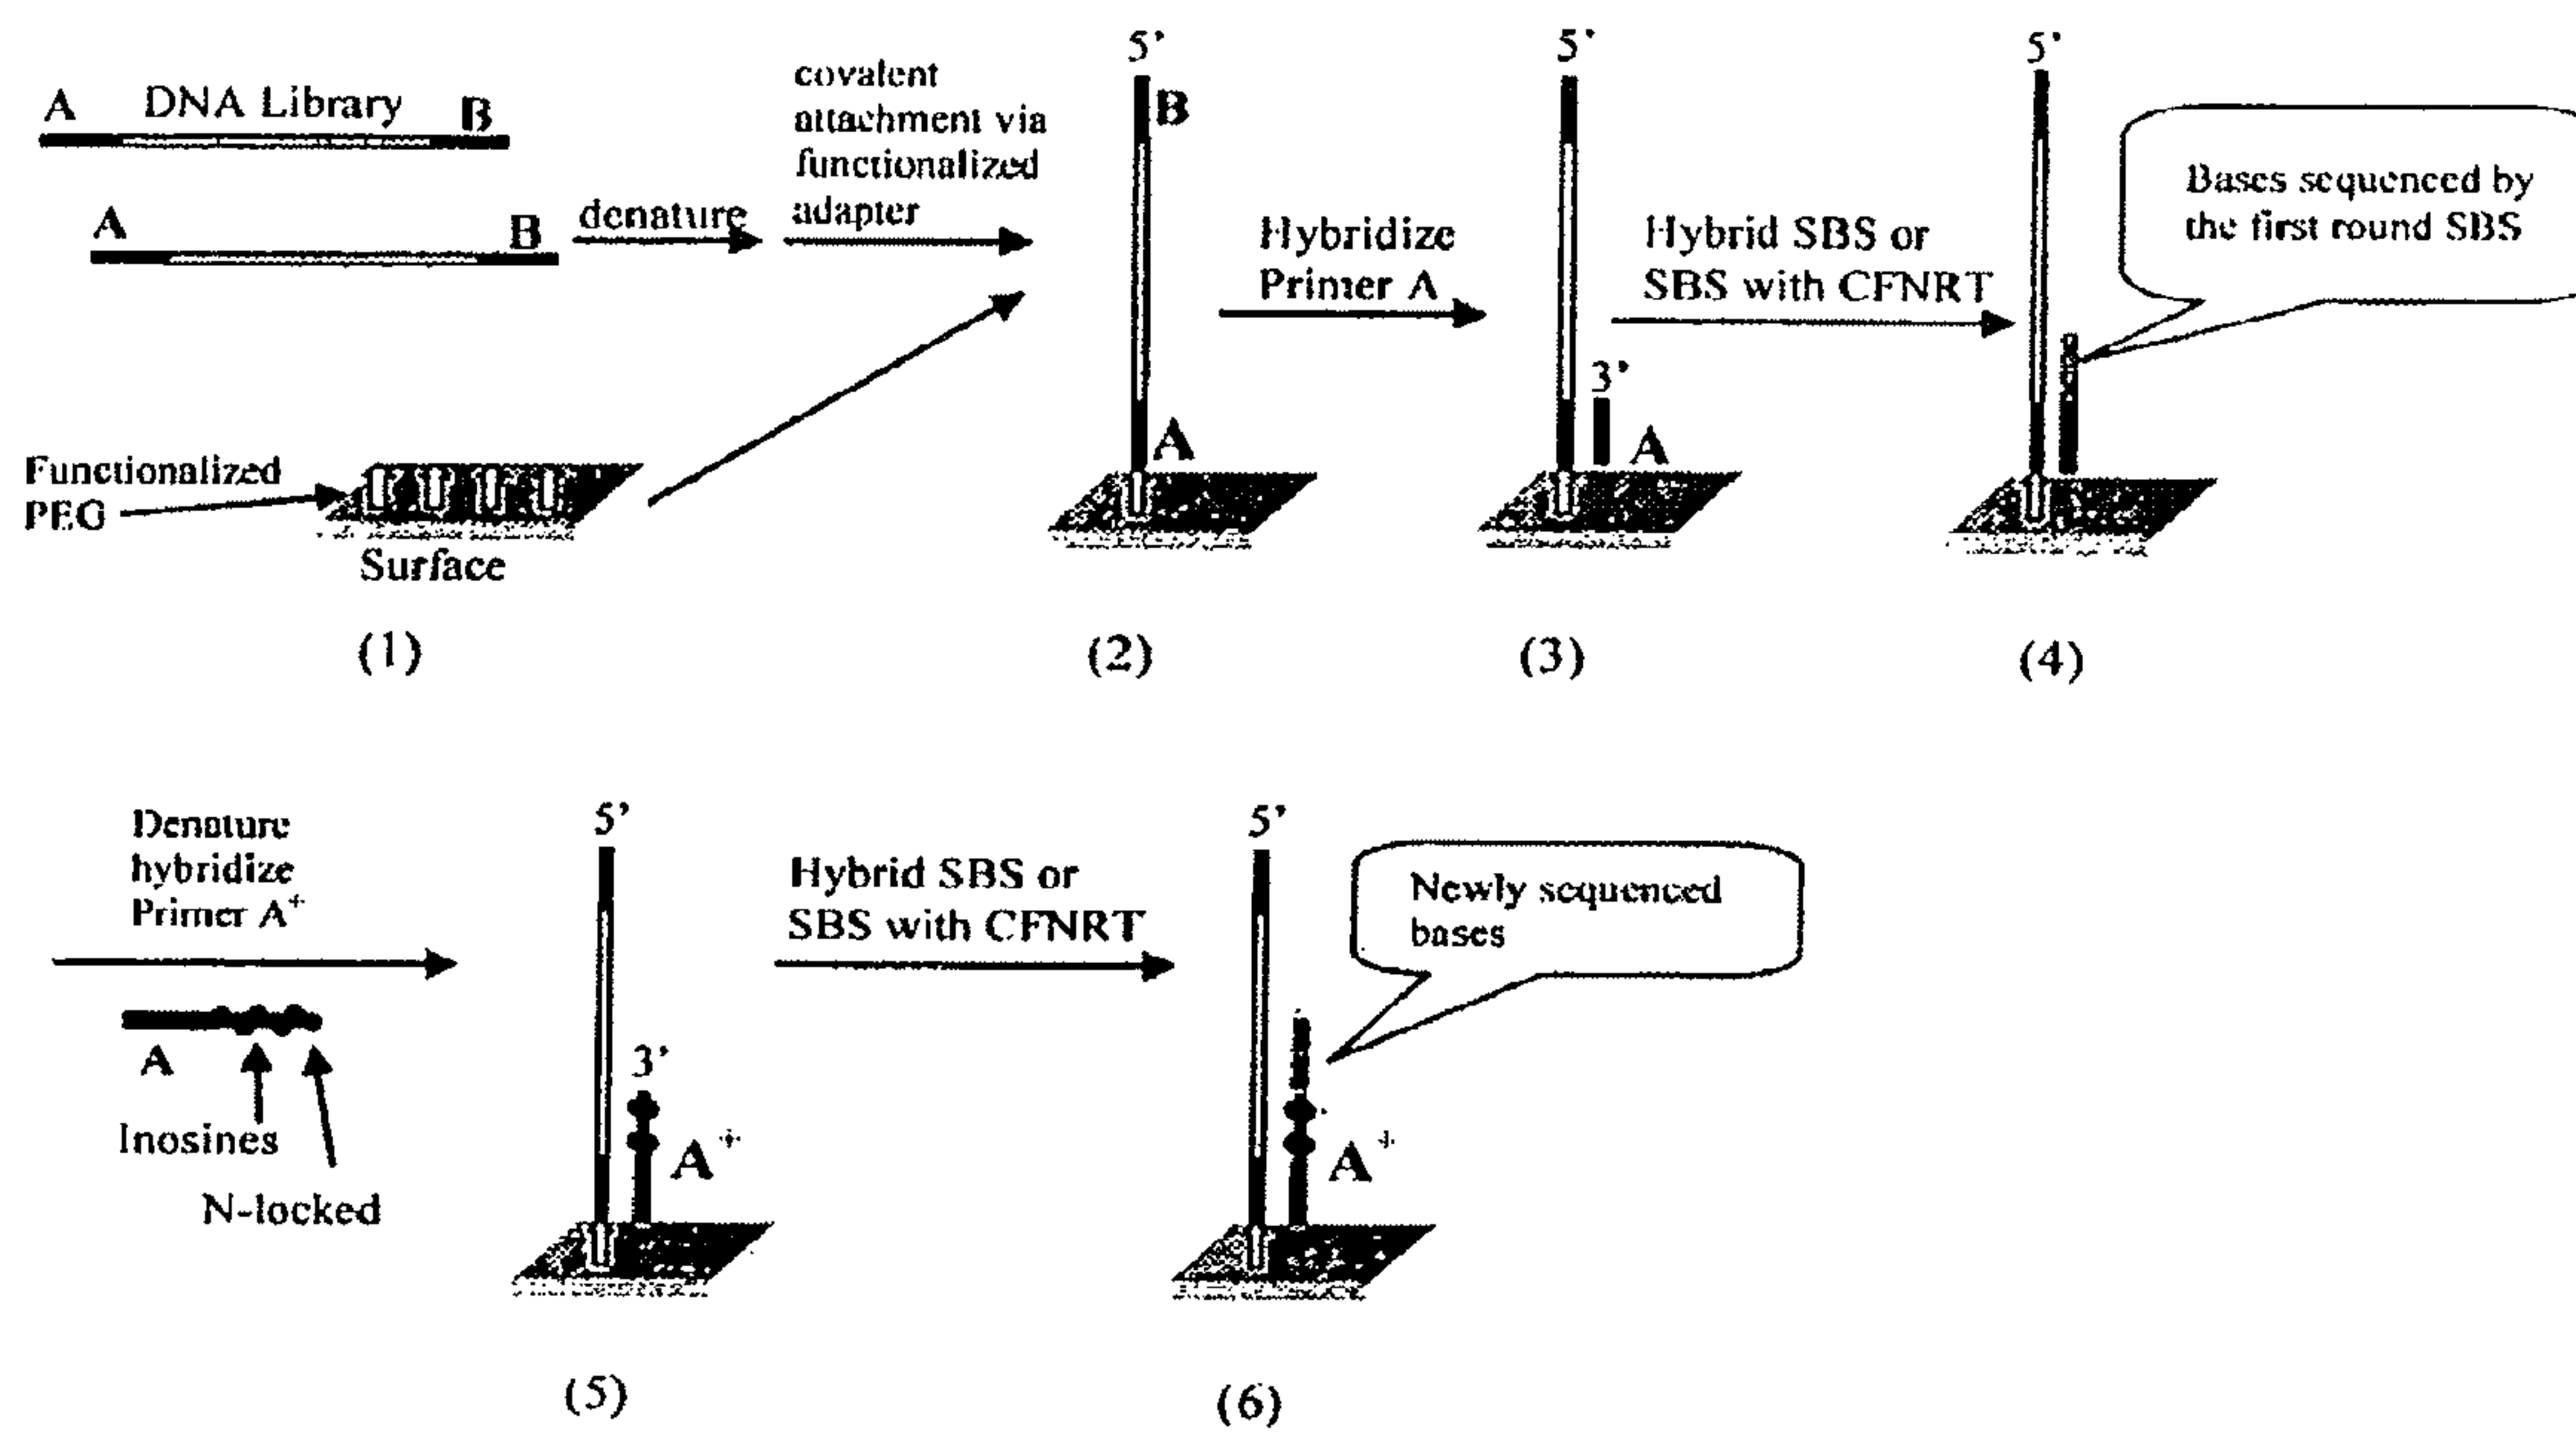 A DNA Library B
A B
denature
covalent
attachment via
functionalized
adapter
Functionalized
PEG
Surface
(1)
5'
B
A
(2)
Hybridize
Primer A
5'
3'
A
(3)
Hybrid SBS or
SBS with CFNRT
5'
(4)
Bases sequenced by
the first round SBS
Denature
hybridize
Primer A⁺
A
Inosines
N-locked
5'
3'
A⁺
(5)
Hybrid SBS or
SBS with CFNRT
5'
A⁺
(6)
Newly sequenced
bases